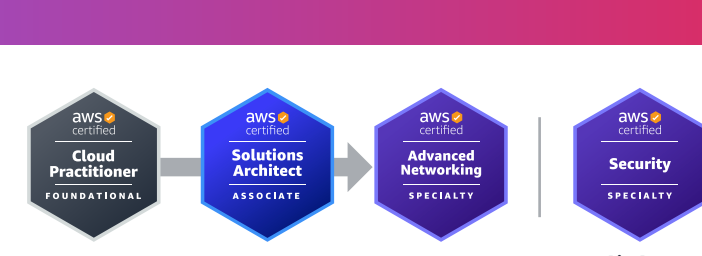 aws
certified
Cloud
Practitioner
FOUNDATIONAL
aws
certified
Solutions
Architect
ASSOCIATE
aws
certified
Advanced
Networking
SPECIALTY
aws
certified
Security
SPECIALTY